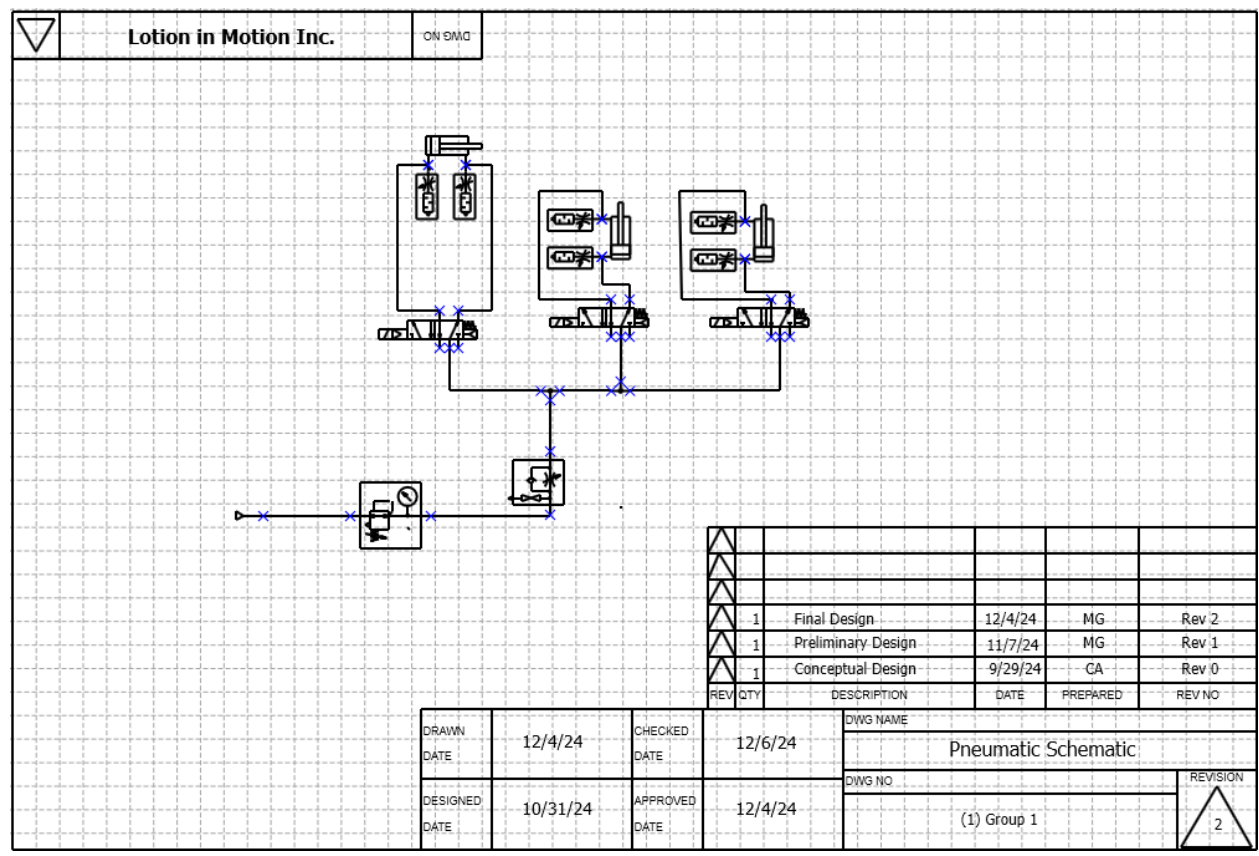 Lotion in Motion Inc.
DWG NO
1 Final Design 12/4/24 MG Rev 2
1 Preliminary Design 11/7/24 MG Rev 1
1 Conceptual Design 9/29/24 CA Rev 0
REV QTY DESCRIPTION DATE PREPARED REV NO
DRAWN DATE 12/4/24 CHECKED DATE 12/6/24
DWG NAME
Pneumatic Schematic
DESIGNED DATE 10/31/24 APPROVED DATE 12/4/24
DWG NO
(1) Group 1
REVISION
2